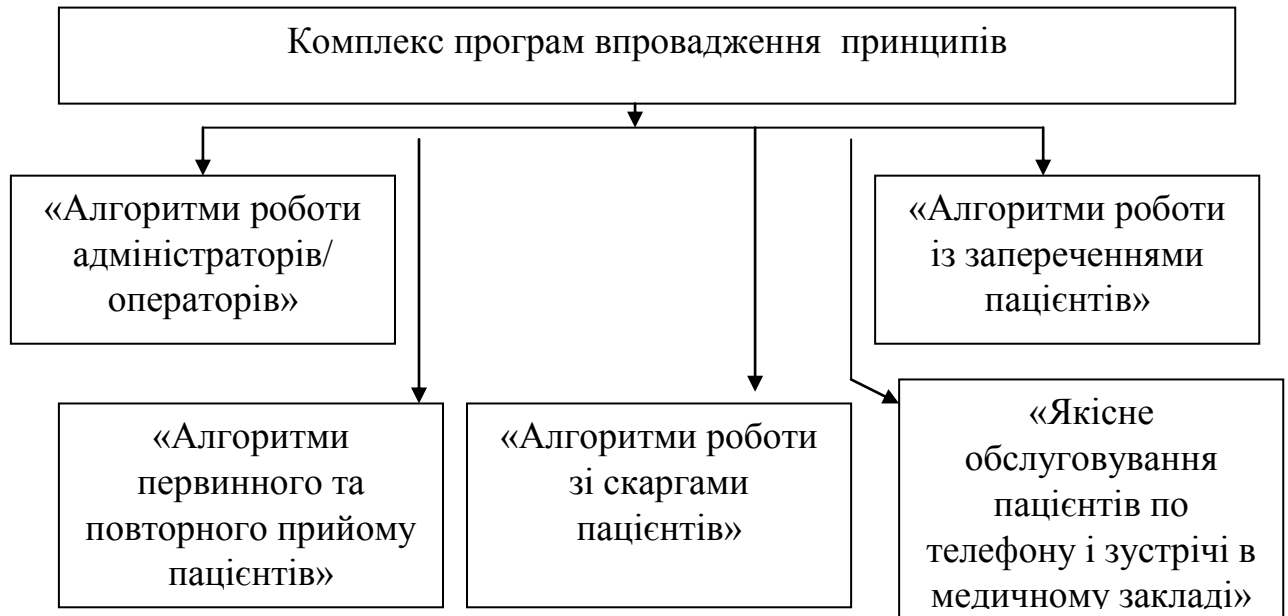 Комплекс програм впровадження принципів
«Алгоритми роботи
адміністраторів/
операторів»
«Алгоритми роботи
із запереченнями
пацієнтів»
«Алгоритми
первинного та
повторного прийому
пацієнтів»
«Алгоритми роботи
зі скаргами
пацієнтів»
«Якісне
обслуговування
пацієнтів по
телефону і зустрічі в
медичному закладі»